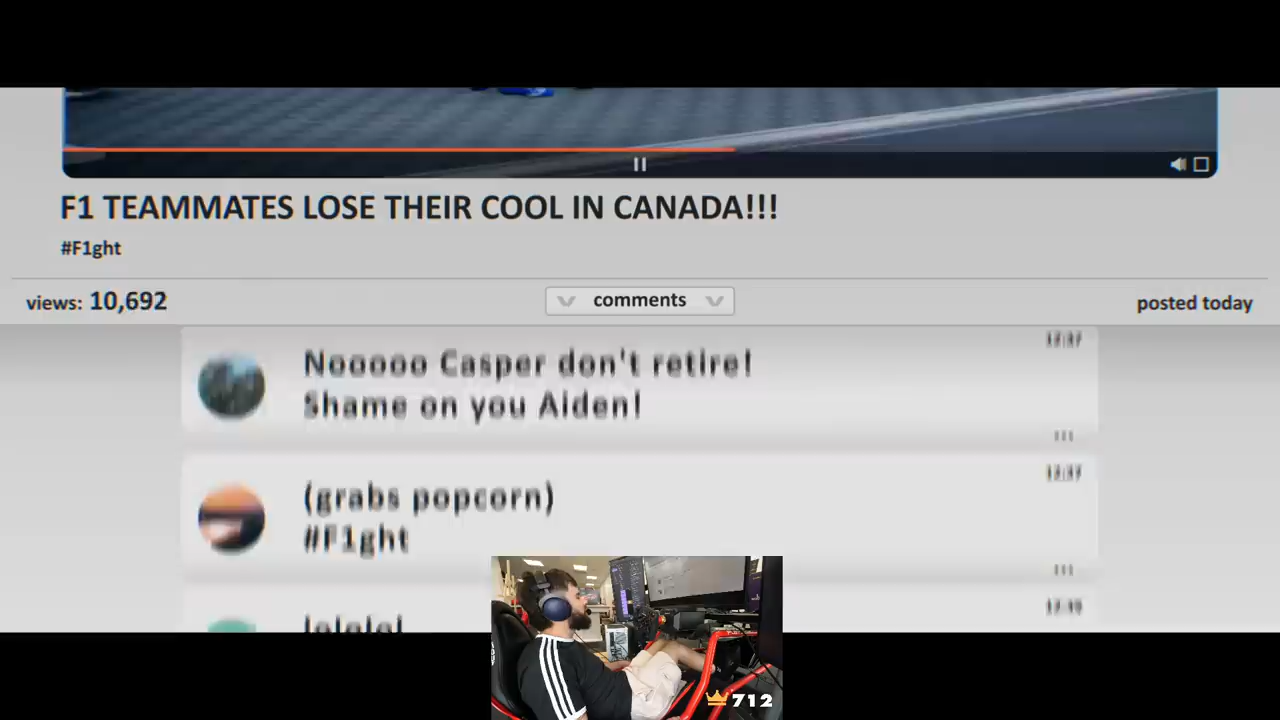 F1 TEAMMATES LOSE THEIR COOL IN CANADA!!!
#F1ght
views: 10,692
comments
posted today
Nooooo Casper don't retire!
Shame on you Aiden!
(grabs popcorn)
#F1ght
lololol
712